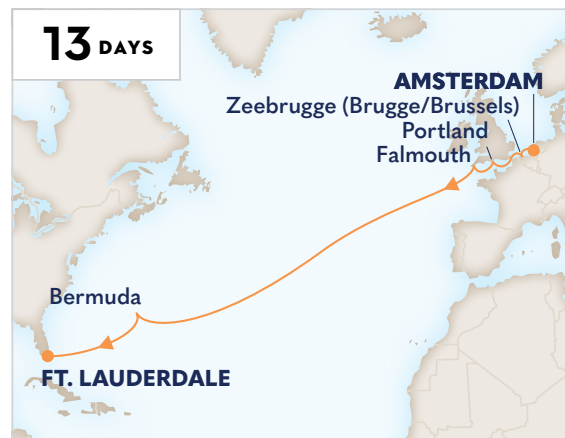 13 DAYS
AMSTERDAM
Zeebrugge (Brugge/Brussels)
Portland
Falmouth
Bermuda
FT. LAUDERDALE